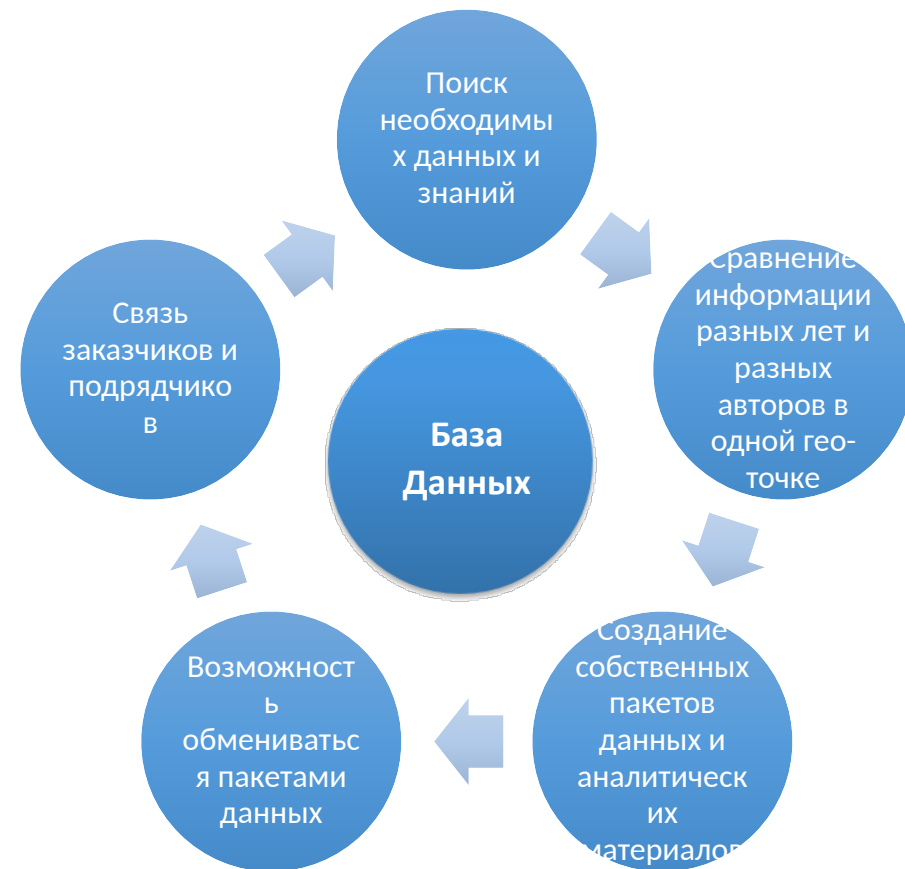 Поиск
необходимы
х данных и
знаний
Сравнение
информации
разных лет и
разных
авторов в
одной гео-
точке
Создание
собственных
пакетов
данных и
аналитическ
их
материалов
Возможност
ь
обмениватьс
я пакетами
данных
Связь
заказчиков и
подрядчико
в
База
Данных